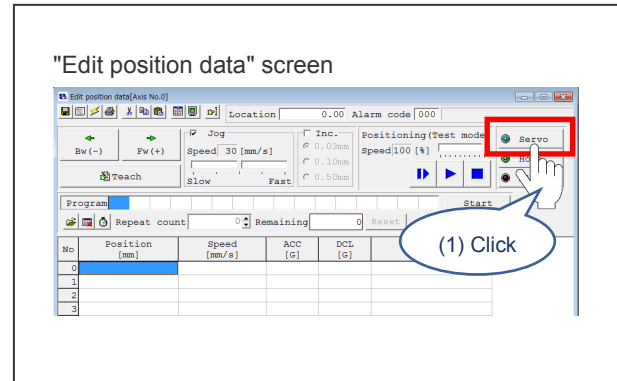 "Edit position data" screen
Edit position data[Axis No.0]
Location 0.00 Alarm code 000
Jog Inc. Positioning(Test mode
Bw(-) Fw(+) Speed 30 [mm/s] 0.03mm Speed 100 [%] Servo
0.10mm
Teach Slow Fast 0.50mm
Program Start
Repeat count 0 Remaining 0 Reset
(1) Click
No Position Speed ACC DCL
[mm] [mm/s] [G] [G]
0
1
2
3